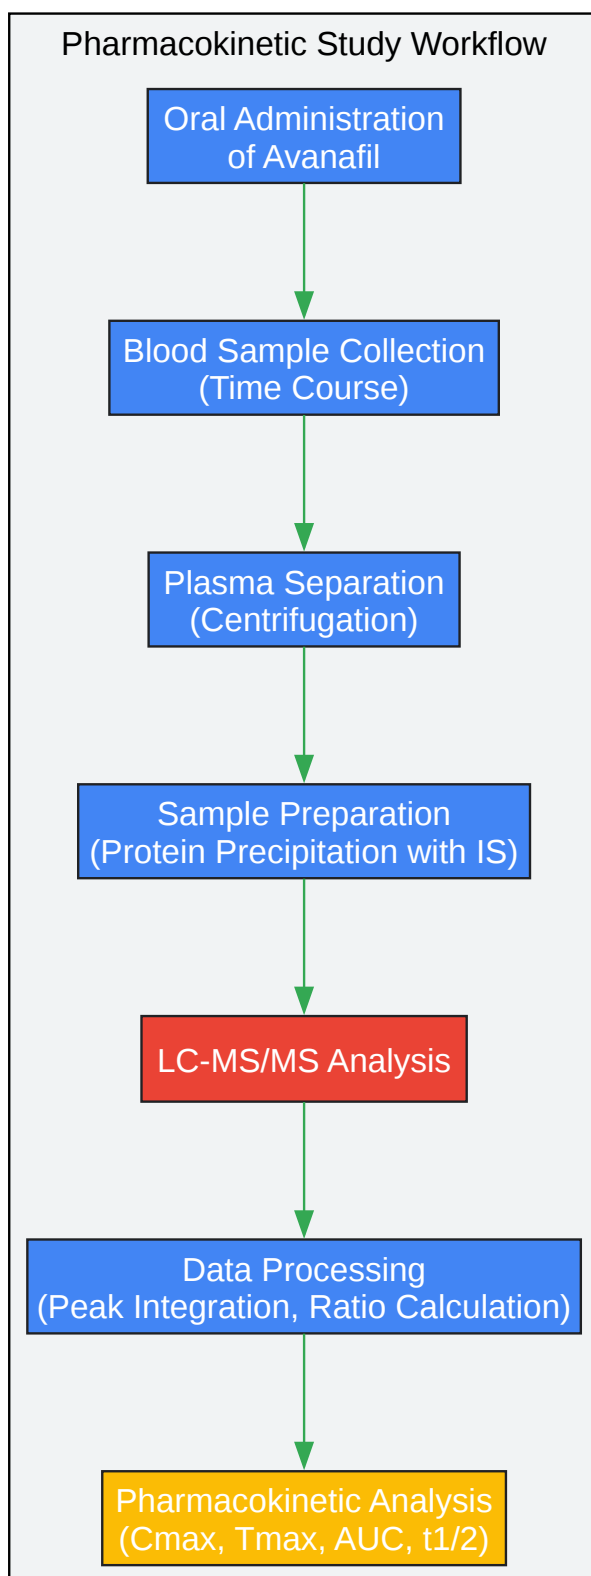 Pharmacokinetic Study Workflow
Oral Administration
of Avanafil
Blood Sample Collection
(Time Course)
Plasma Separation
(Centrifugation)
Sample Preparation
(Protein Precipitation with IS)
LC-MS/MS Analysis
Data Processing
(Peak Integration, Ratio Calculation)
Pharmacokinetic Analysis
(Cmax, Tmax, AUC, t1/2)